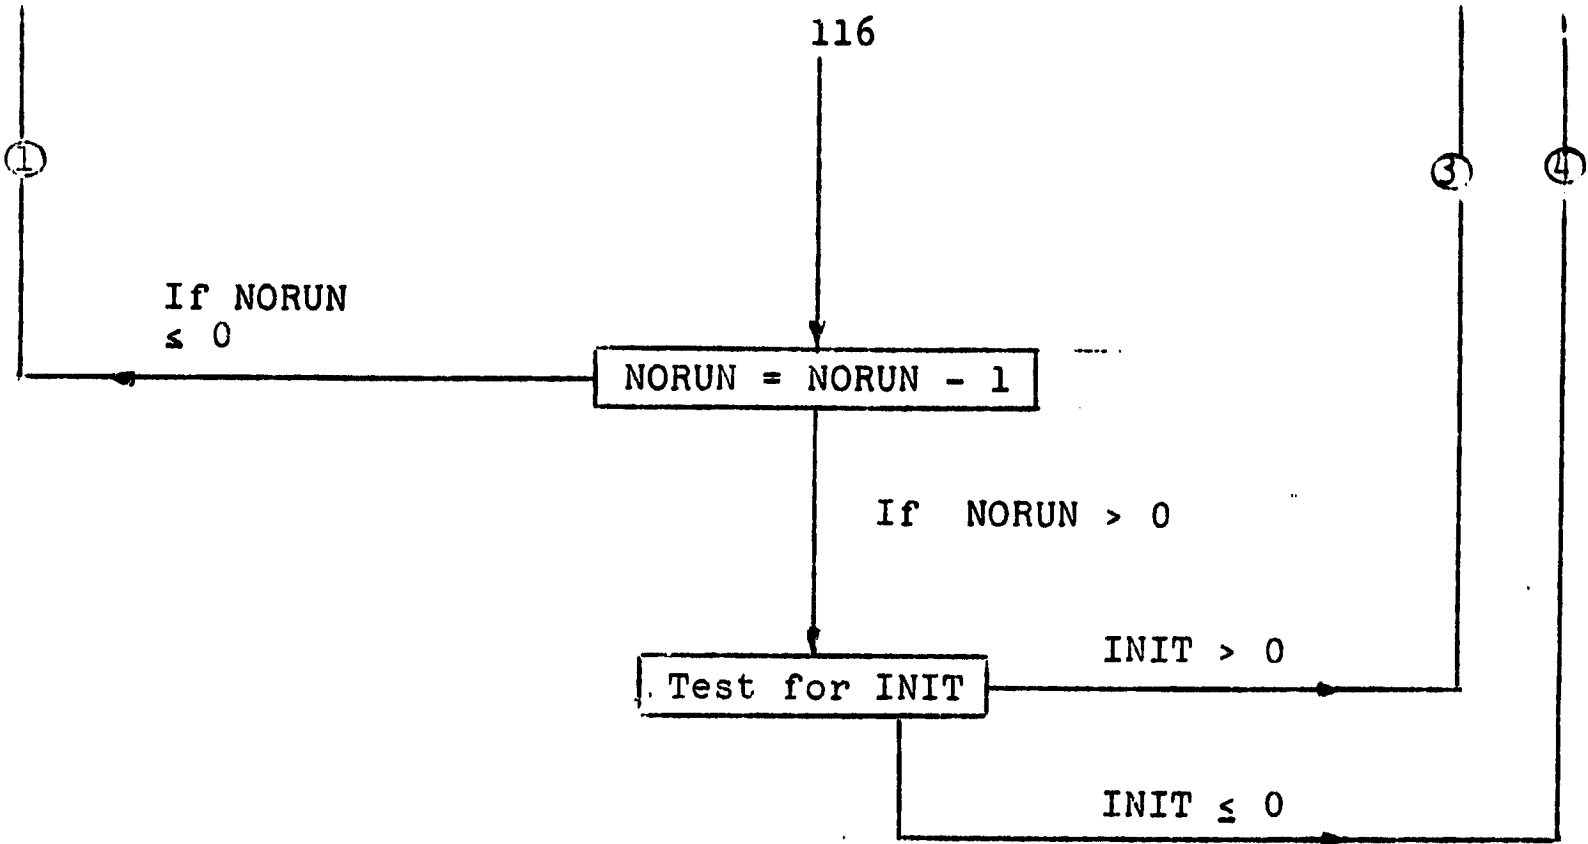 116
1
3
4
If NORUN
≤ 0
NORUN = NORUN - 1
If NORUN > 0
INIT > 0
Test for INIT
INIT ≤ 0